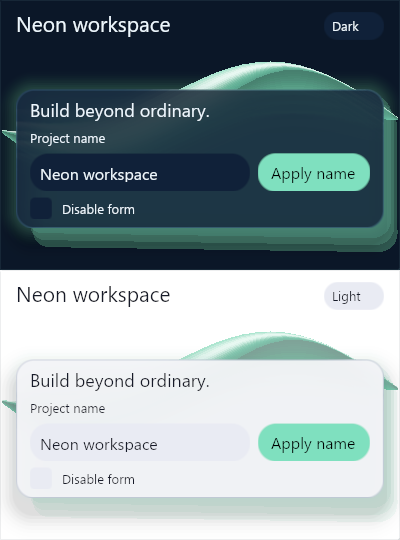 Neon workspace
Dark
Build beyond ordinary.
Project name
Neon workspace
Apply name
Disable form
Neon workspace
Light
Build beyond ordinary.
Project name
Neon workspace
Apply name
Disable form